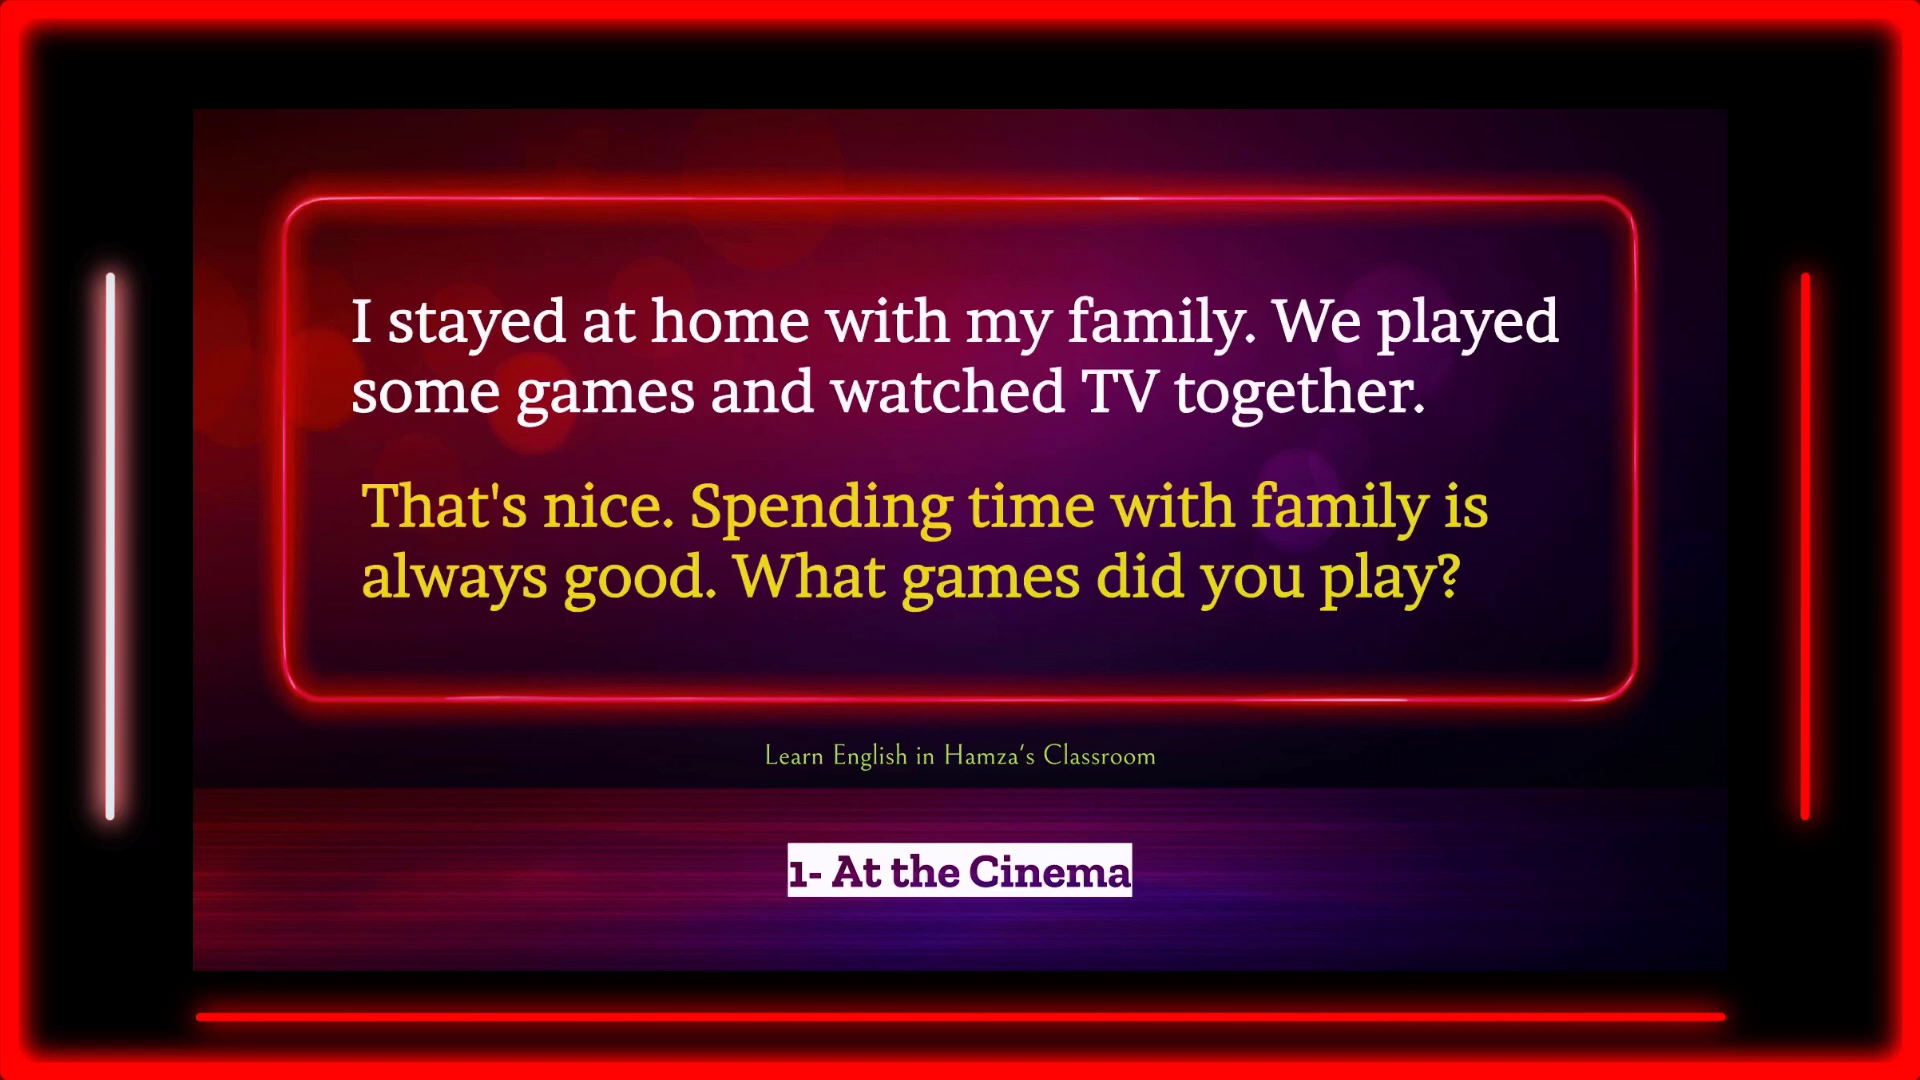 I stayed at home with my family. We played
some games and watched TV together.
That's nice. Spending time with family is
always good. What games did you play?
Learn English in Hamza's Classroom
1- At the Cinema